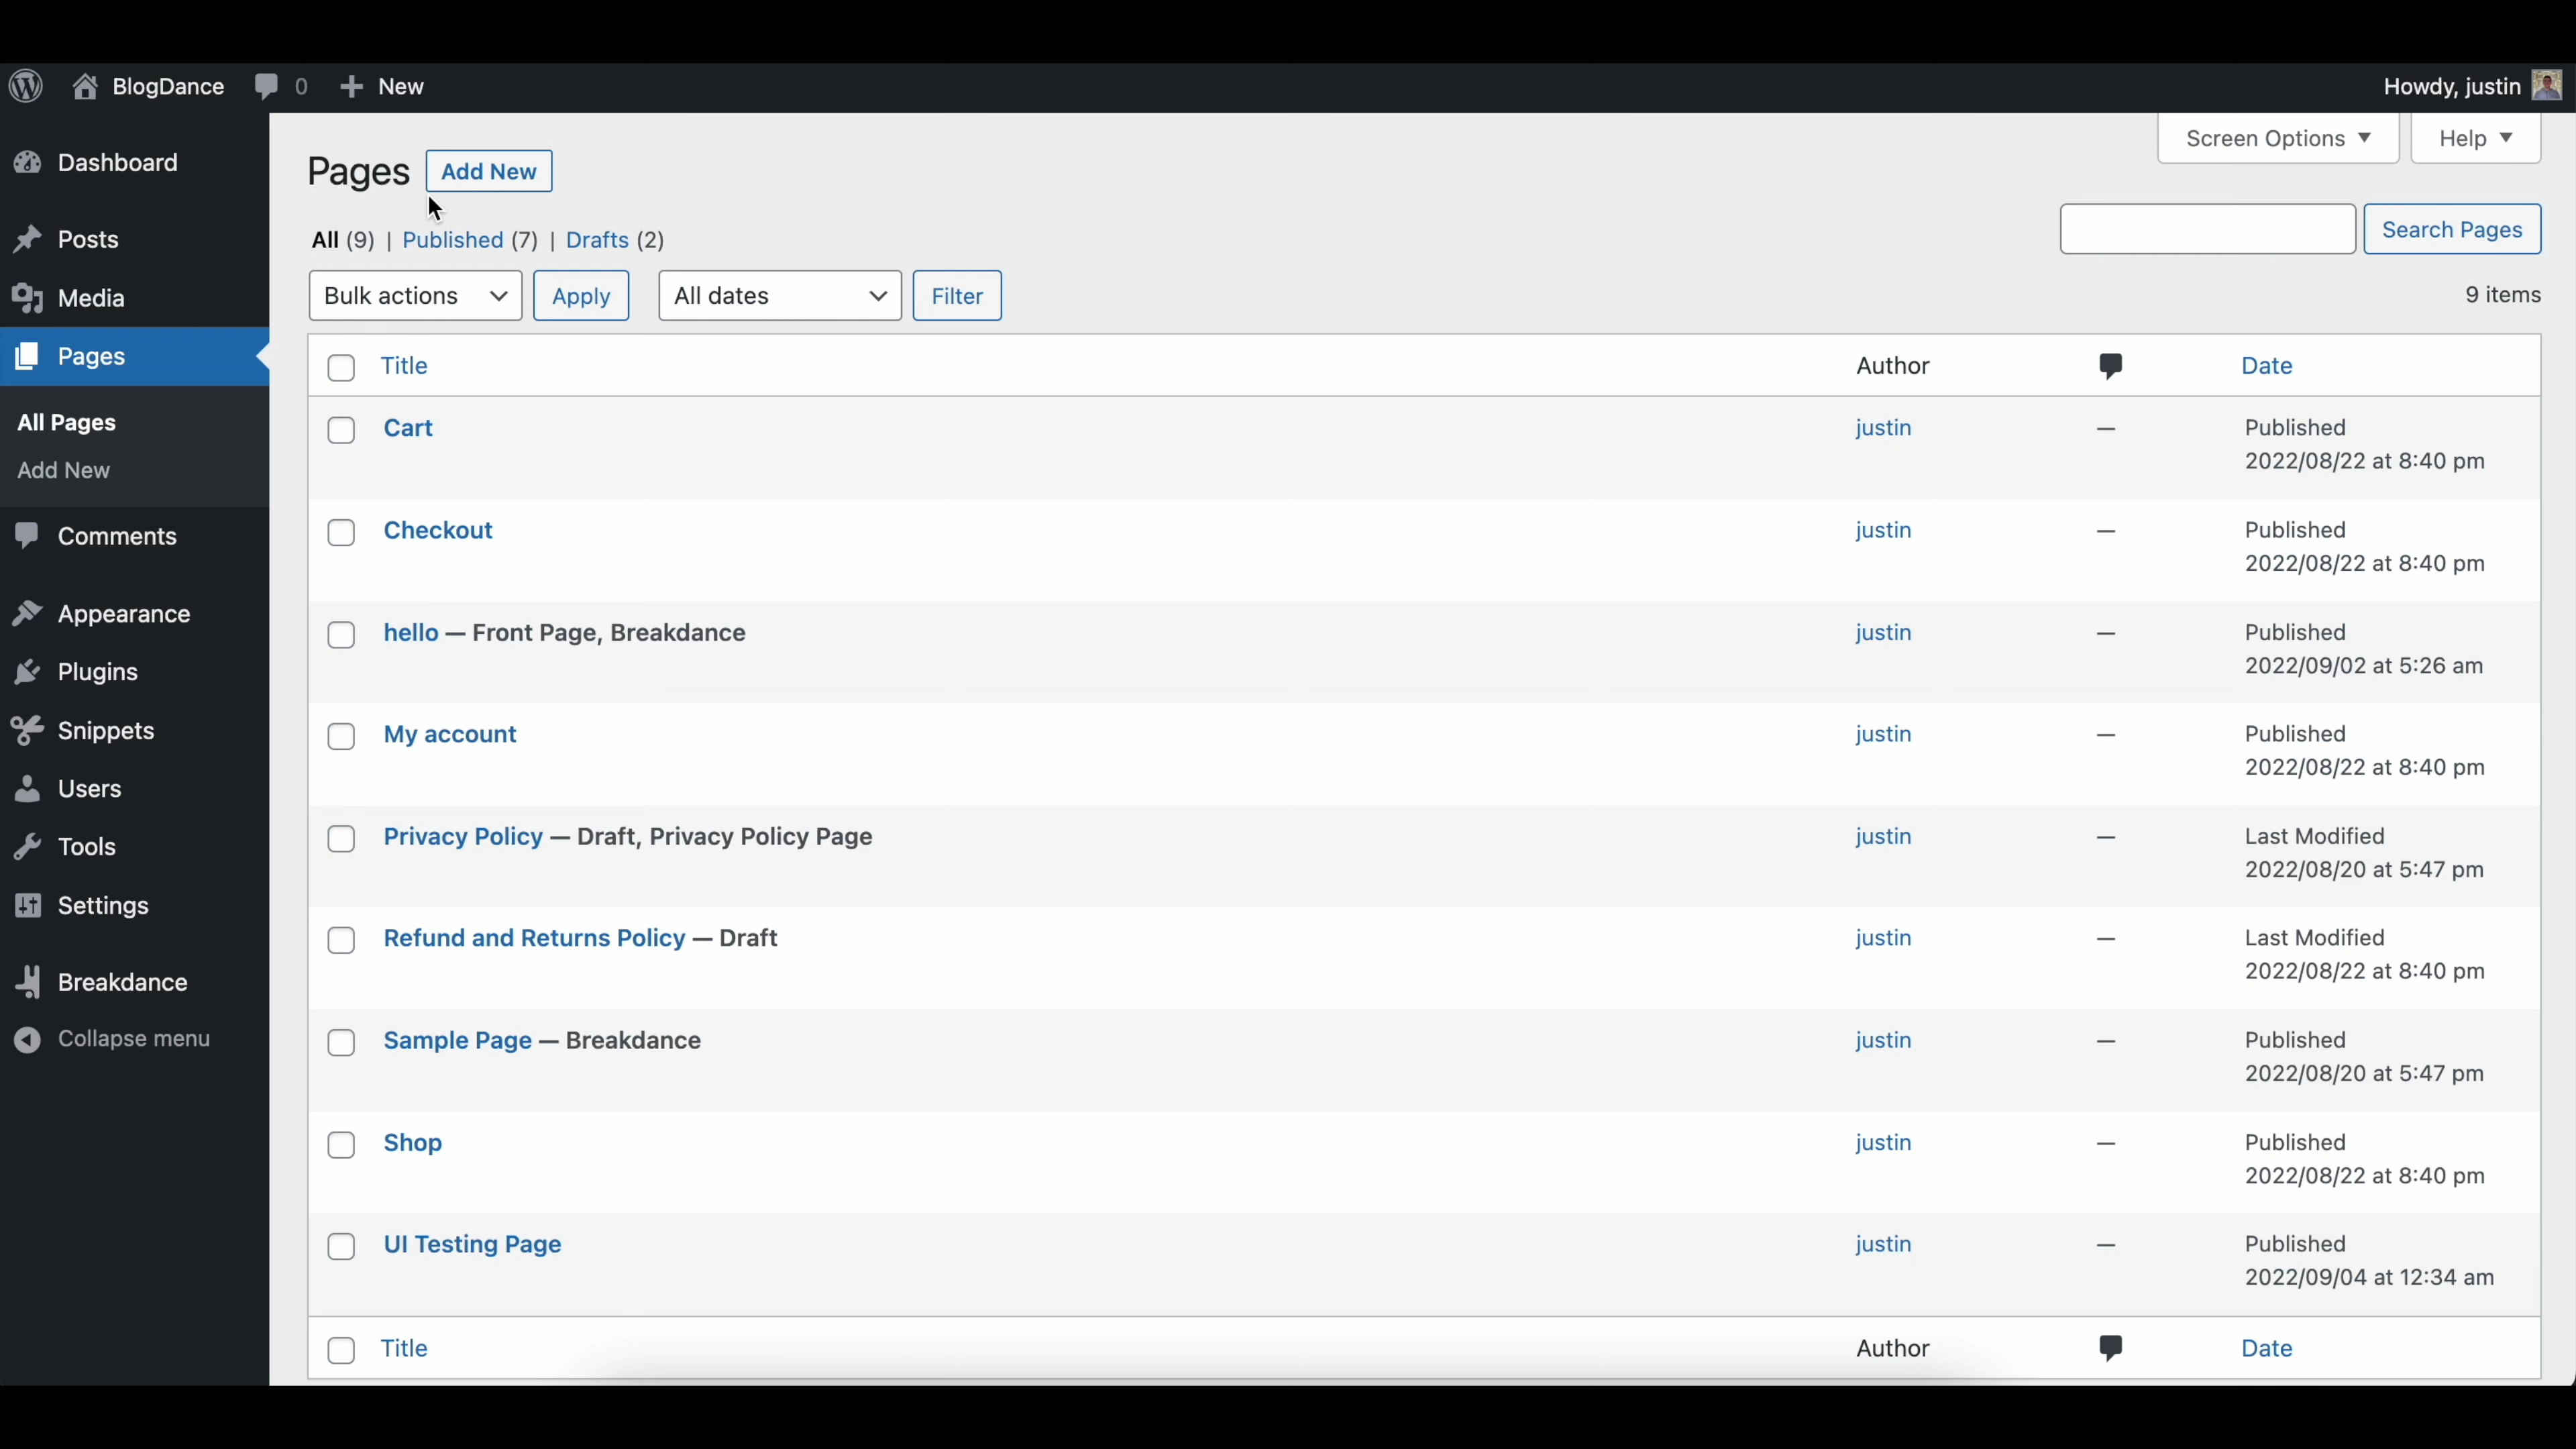 BlogDance 0 New Howdy, justin
Screen Options Help
Dashboard
Posts
Media
Pages
All Pages
Add New
Comments
Appearance
Plugins
Snippets
Users
Tools
Settings
Breakdance
Collapse menu
Pages Add New
All (9) | Published (7) | Drafts (2)
Search Pages
Bulk actions Apply All dates Filter 9 items
Title Author Date
Cart justin — Published
2022/08/22 at 8:40 pm
Checkout justin — Published
2022/08/22 at 8:40 pm
hello — Front Page, Breakdance justin — Published
2022/09/02 at 5:26 am
My account justin — Published
2022/08/22 at 8:40 pm
Privacy Policy — Draft, Privacy Policy Page justin — Last Modified
2022/08/20 at 5:47 pm
Refund and Returns Policy — Draft justin — Last Modified
2022/08/22 at 8:40 pm
Sample Page — Breakdance justin — Published
2022/08/20 at 5:47 pm
Shop justin — Published
2022/08/22 at 8:40 pm
UI Testing Page justin — Published
2022/09/04 at 12:34 am
Title Author Date